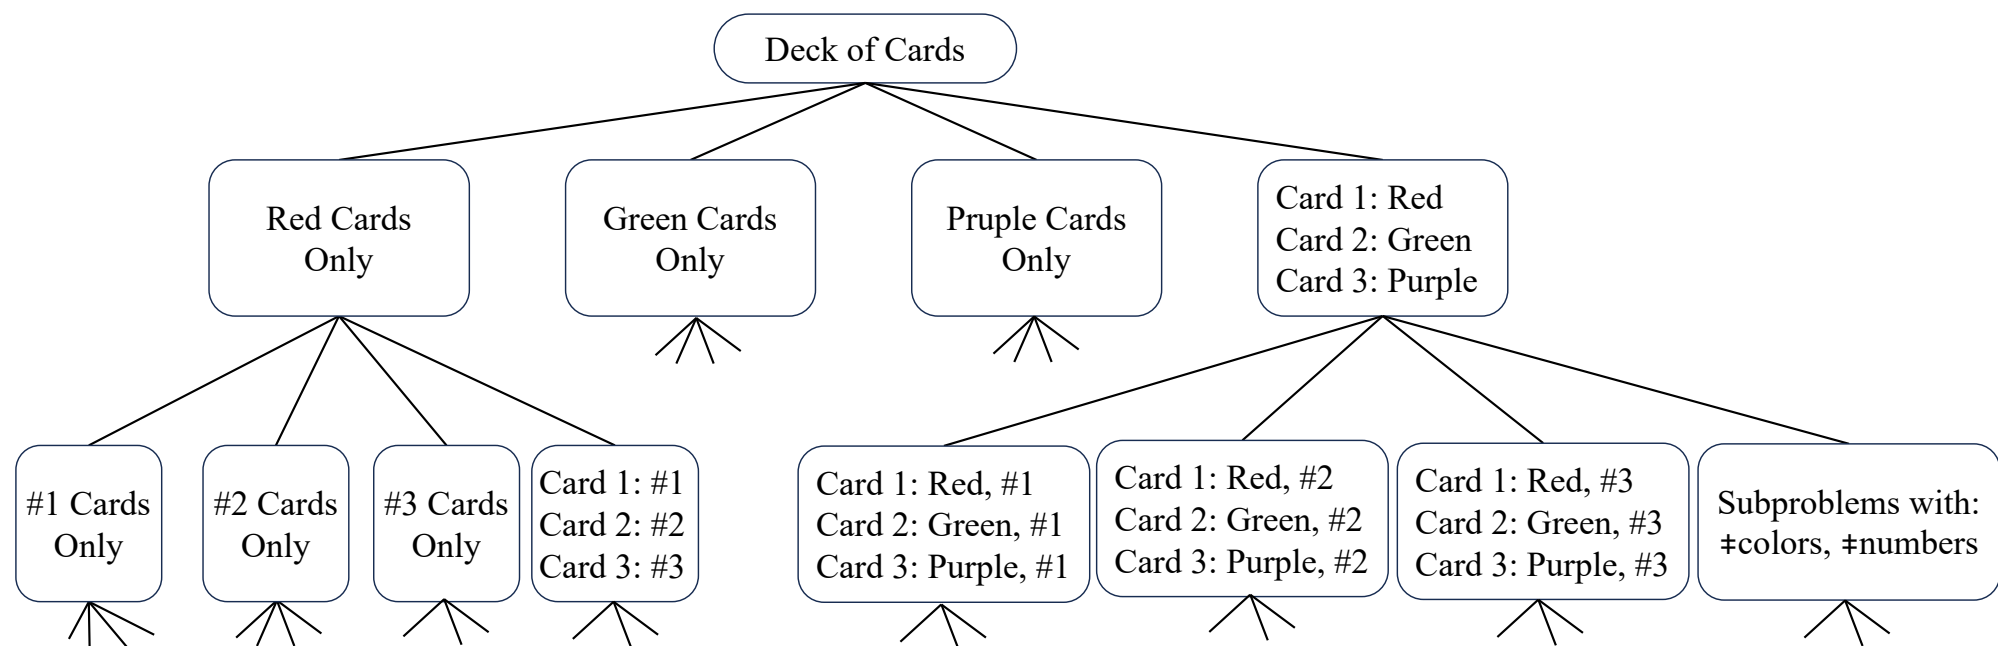 Deck of Cards
Red Cards
Only
Green Cards
Only
Pruple Cards
Only
Card 1: Red
Card 2: Green
Card 3: Purple
#1 Cards
Only
#2 Cards
Only
#3 Cards
Only
Card 1: #1
Card 2: #2
Card 3: #3
Card 1: Red, #1
Card 2: Green, #1
Card 3: Purple, #1
Card 1: Red, #2
Card 2: Green, #2
Card 3: Purple, #2
Card 1: Red, #3
Card 2: Green, #3
Card 3: Purple, #3
Subproblems with:
ǂcolors, ǂnumbers